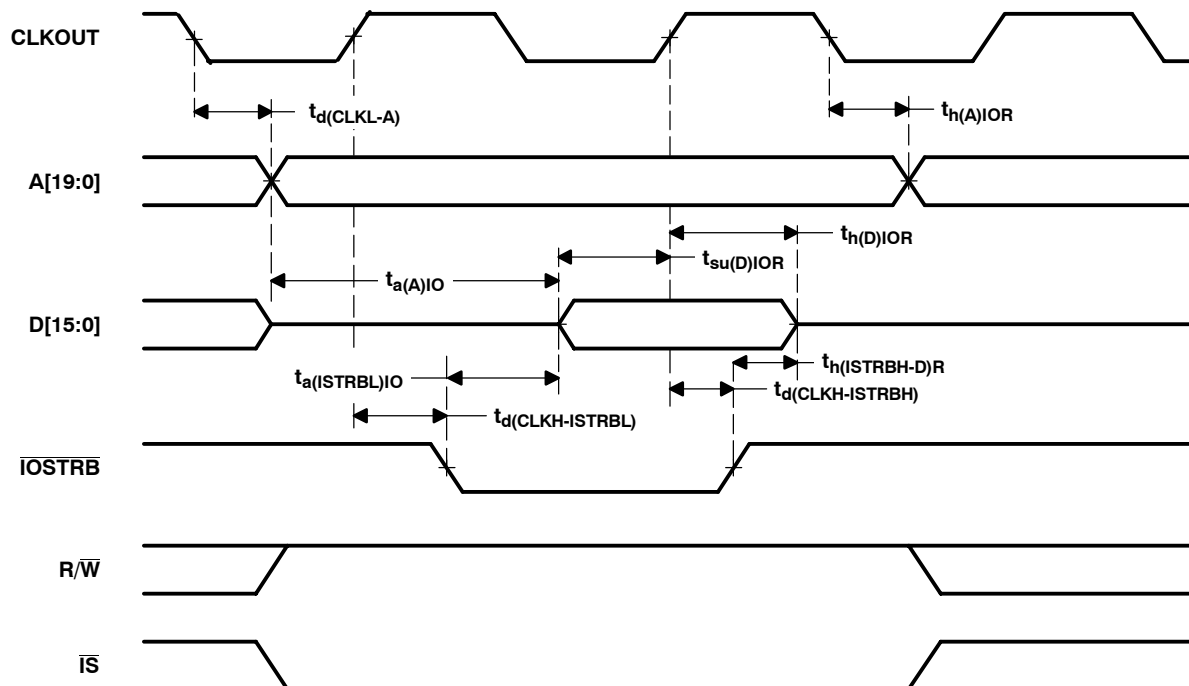 CLKOUT
td(CLKL-A)
th(A)IOR
A[19:0]
th(D)IOR
tsu(D)IOR
ta(A)IO
D[15:0]
th(ISTRBH-D)R
ta(ISTRBL)IO
td(CLKH-ISTRBH)
td(CLKH-ISTRBL)
IOSTRB
R/W
IS